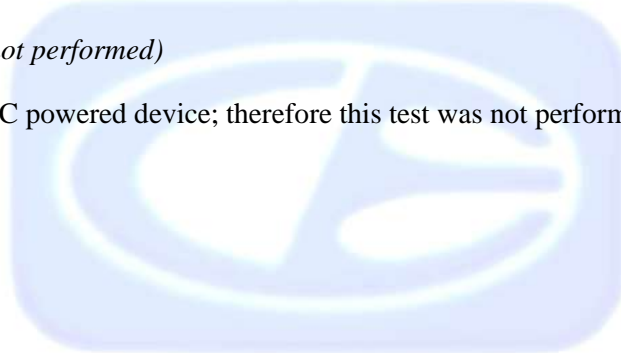 ot performed)
C powered device; therefore this test was not perform